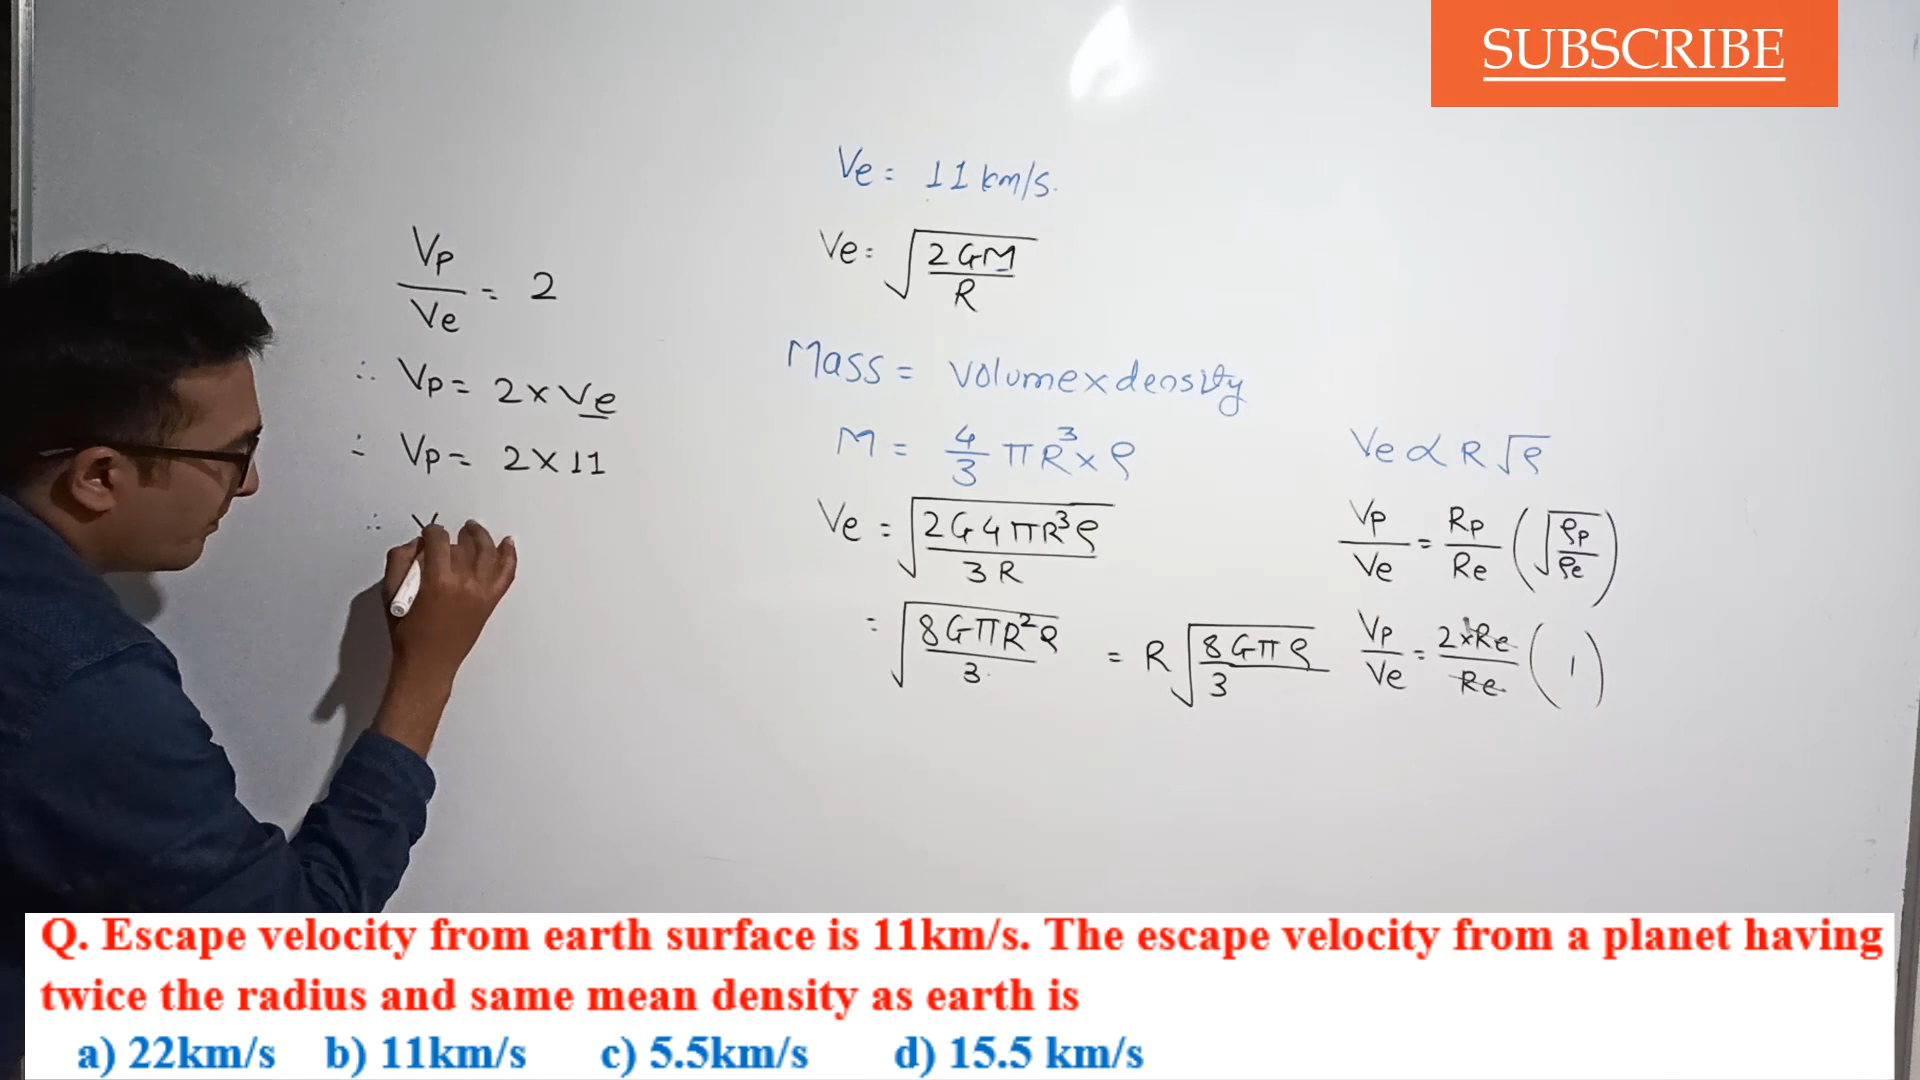 SUBSCRIBE
Ve = 11 km/s.
Ve = √(2GM/R)
Mass = volume × density
M = 4/3 πR³ × ρ
Ve = √(2G4πR³ρ/3R)
= √(8GπR²ρ/3) = R√(8Gπρ/3)
Ve ∝ R√ρ
Vp/Ve = Rp/Re (√(ρp/ρe))
Vp/Ve = 2×Re/Re (1)
Vp/Ve = 2
∴ Vp = 2 × Ve
∴ Vp = 2 × 11
∴ V
Q. Escape velocity from earth surface is 11km/s. The escape velocity from a planet having
twice the radius and same mean density as earth is
a) 22km/s b) 11km/s c) 5.5km/s d) 15.5 km/s